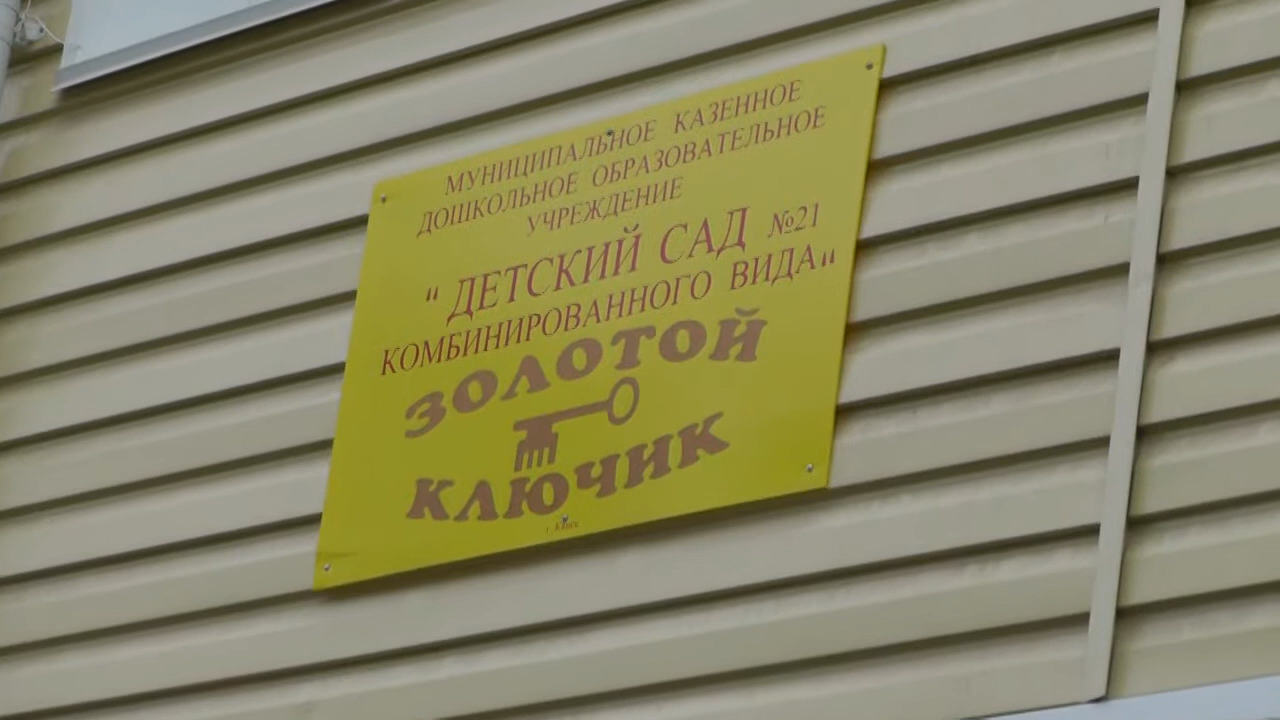 МУНИЦИПАЛЬНОЕ КАЗЕННОЕ
ДОШКОЛЬНОЕ ОБРАЗОВАТЕЛЬНОЕ
УЧРЕЖДЕНИЕ
" ДЕТСКИЙ САД №21
КОМБИНИРОВАННОГО ВИДА"
ЗОЛОТОЙ
КЛЮЧИК